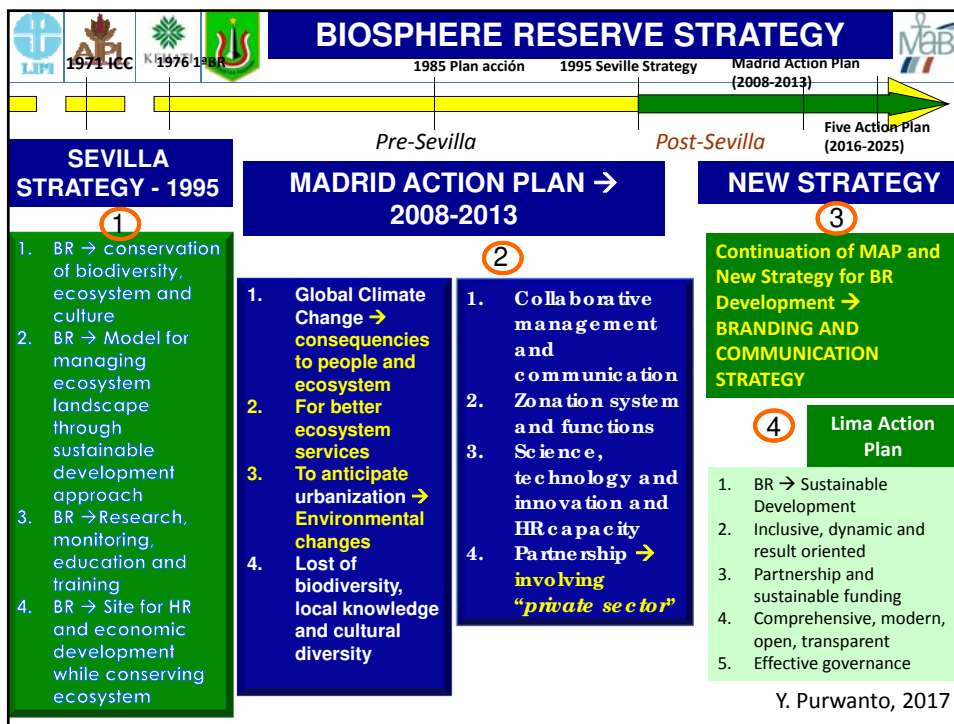 BIOSPHERE RESERVE STRATEGY
LIPI
AIPI
KEHATI
MaB
1971 ICC
1976 1ªBR
1985 Plan acción
1995 Seville Strategy
Madrid Action Plan
(2008-2013)
Pre-Sevilla
Post-Sevilla
Five Action Plan
(2016-2025)
SEVILLA
STRATEGY - 1995
1
1. BR → conservation
of biodiversity,
ecosystem and
culture
2. BR → Model for
managing
ecosystem
landscape
through
sustainable
development
approach
3. BR →Research,
monitoring,
education and
training
4. BR → Site for HR
and economic
development
while conserving
ecosystem
MADRID ACTION PLAN →
2008-2013
2
1. Global Climate
Change →
consequencies
to people and
ecosystem
2. For better
ecosystem
services
3. To anticipate
urbanization →
Environmental
changes
4. Lost of
biodiversity,
local knowledge
and cultural
diversity
1. Collaborative
management
and
communication
2. Zonation system
and functions
3. Science,
technology and
innovation and
HR capacity
4. Partnership →
involving
“private sector”
NEW STRATEGY
3
Continuation of MAP and
New Strategy for BR
Development →
BRANDING AND
COMMUNICATION
STRATEGY
4
Lima Action
Plan
1. BR → Sustainable
Development
2. Inclusive, dynamic and
result oriented
3. Partnership and
sustainable funding
4. Comprehensive, modern,
open, transparent
5. Effective governance
Y. Purwanto, 2017